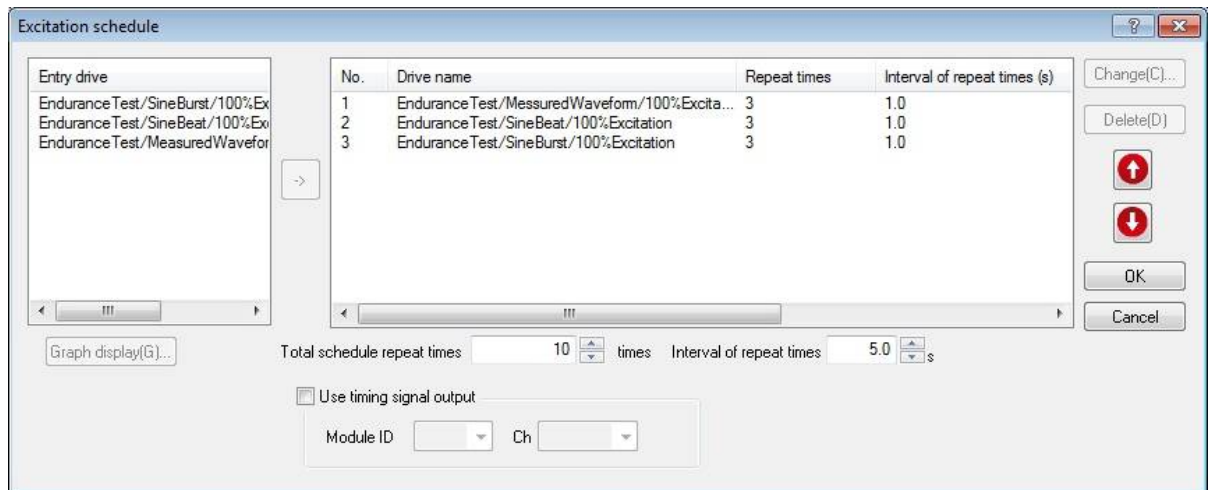 Excitation schedule
Entry drive
EnduranceTest/SineBurst/100%Ex
EnduranceTest/SineBeat/100%Ex
EnduranceTest/MeasuredWavefor
->
No. Drive name Repeat times Interval of repeat times (s)
1 EnduranceTest/MessuredWaveform/100%Excita... 3 1.0
2 EnduranceTest/SineBeat/100%Excitation 3 1.0
3 EnduranceTest/SineBurst/100%Excitation 3 1.0
Change(C)...
Delete(D)
OK
Cancel
Graph display(G)...
Total schedule repeat times 10 times Interval of repeat times 5.0 s
Use timing signal output
Module ID Ch